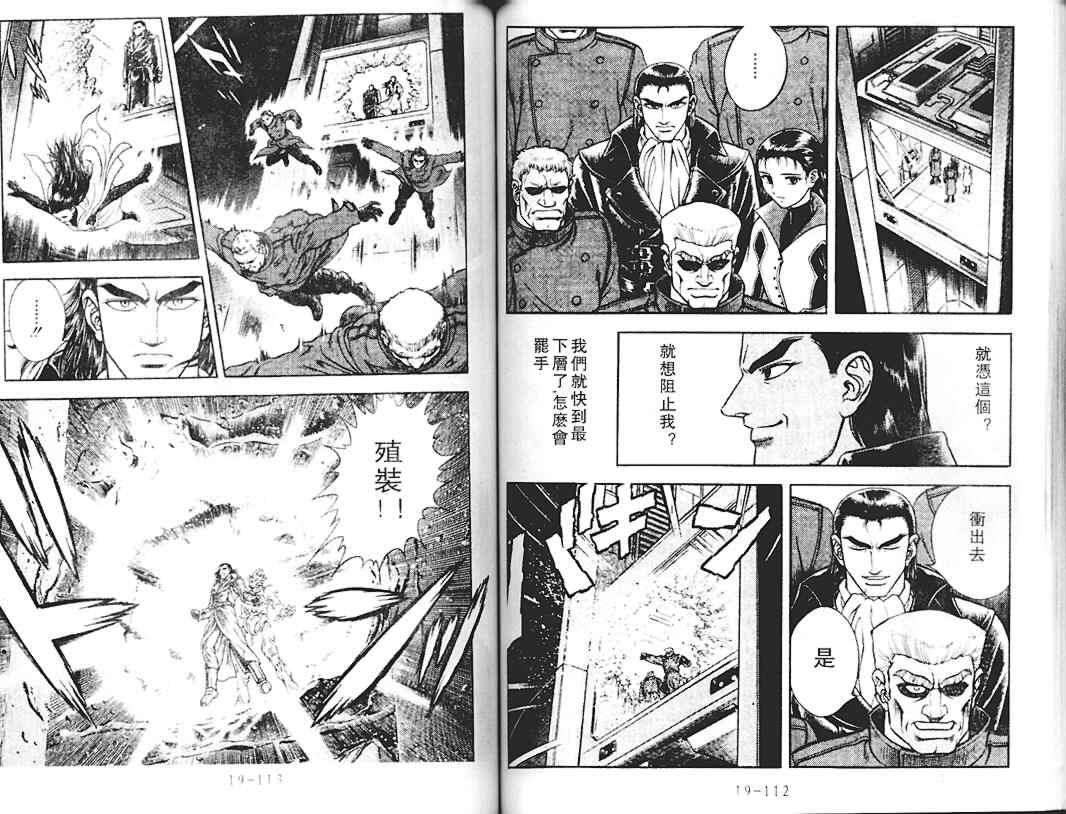 ……
就憑這個？
就想阻止我？
我們就快到最
下層了怎麼會
罷手
衝出去
是
19-112
……!!
殖裝!!
19-113